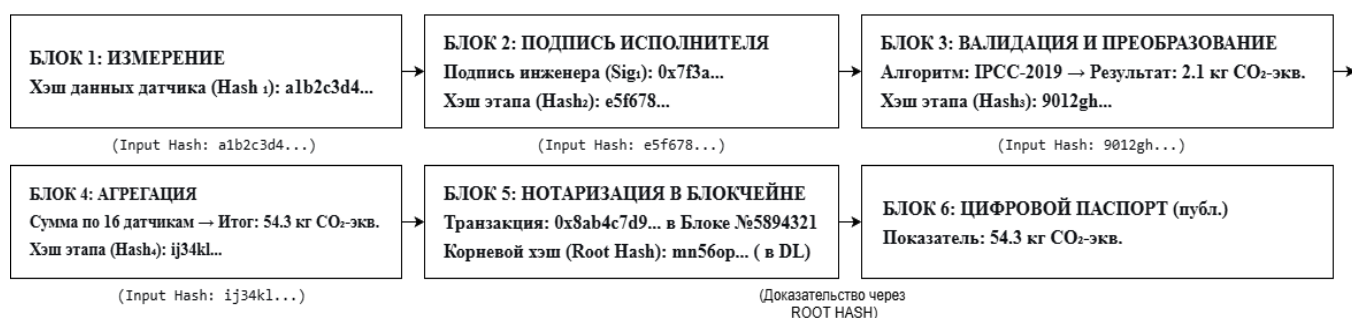 БЛОК 1: ИЗМЕРЕНИЕ
Хэш данных датчика (Hash ₁): a1b2c3d4...
(Input Hash: a1b2c3d4...)
БЛОК 2: ПОДПИСЬ ИСПОЛНИТЕЛЯ
Подпись инженера (Sig₁): 0x7f3a...
Хэш этапа (Hash₂): e5f678...
(Input Hash: e5f678...)
БЛОК 3: ВАЛИДАЦИЯ И ПРЕОБРАЗОВАНИЕ
Алгоритм: IPCC-2019 → Результат: 2.1 кг CO₂-экв.
Хэш этапа (Hash₃): 9012gh...
(Input Hash: 9012gh...)
БЛОК 4: АГРЕГАЦИЯ
Сумма по 16 датчикам → Итог: 54.3 кг CO₂-экв.
Хэш этапа (Hash₄): ij34kl...
(Input Hash: ij34kl...)
БЛОК 5: НОТАРИЗАЦИЯ В БЛОКЧЕЙНЕ
Транзакция: 0x8ab4c7d9... в Блоке №5894321
Корневой хэш (Root Hash): mn56op... ( в DL)
(Доказательство через
ROOT HASH)
БЛОК 6: ЦИФРОВОЙ ПАСПОРТ (публ.)
Показатель: 54.3 кг CO₂-экв.